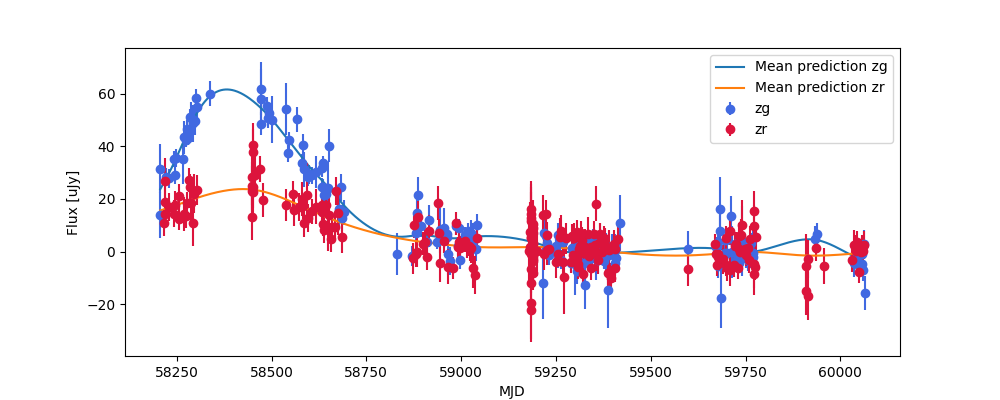 Mean prediction zg
Mean prediction zr
zg
zr
Flux [uJy]
60
40
20
0
−20
58250 58500 58750 59000 59250 59500 59750 60000
MJD